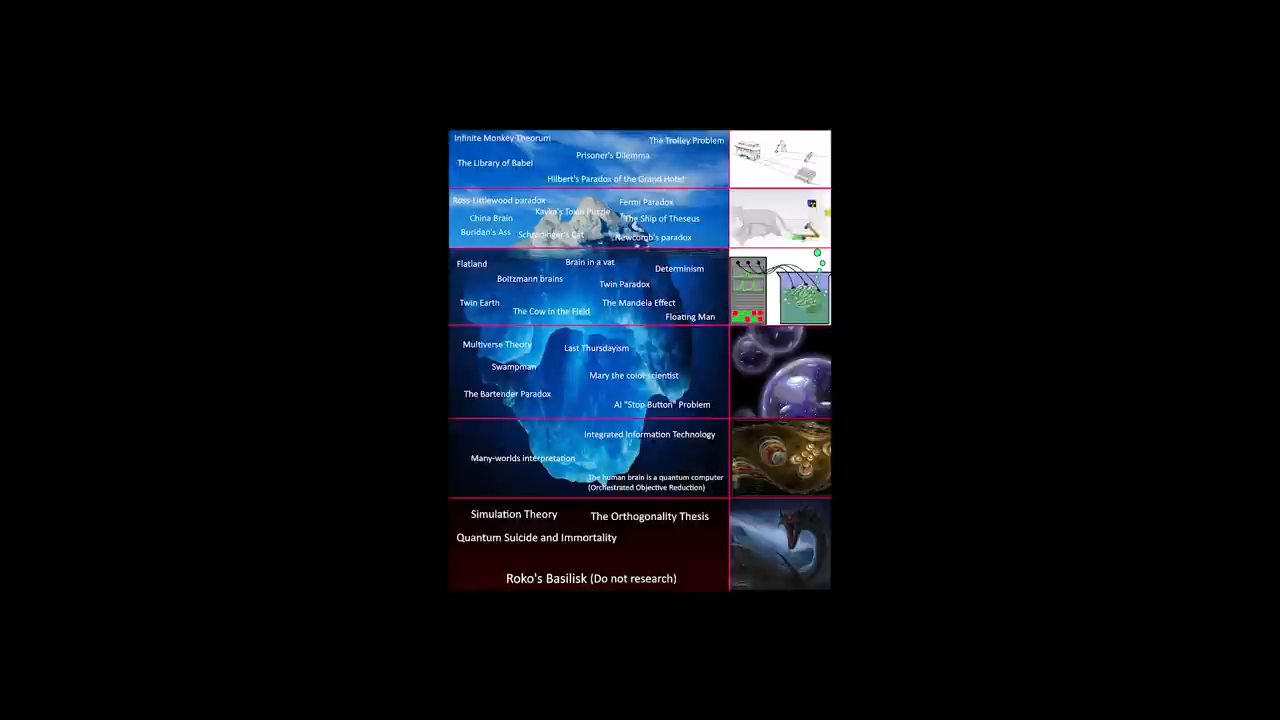 Infinite Monkey Theorum
The Trolley Problem
Prisoner's Dilemma
The Library of Babel
Hilbert's Paradox of the Grand Hotel
Ross-Littlewood paradox
Fermi Paradox
Kavka's Toxin Puzzle
China Brain
The Ship of Theseus
Buridan's Ass
Schrodinger's Cat
Newcomb's paradox
Flatland
Brain in a vat
Determinism
Boltzmann brains
Twin Paradox
Twin Earth
The Mandela Effect
The Cow in the Field
Floating Man
Multiverse Theory
Last Thursdayism
Swampman
Mary the color scientist
The Bartender Paradox
AI "Stop Button" Problem
Integrated Information Technology
Many-worlds interpretation
The human brain is a quantum computer
(Orchestrated Objective Reduction)
Simulation Theory
The Orthogonality Thesis
Quantum Suicide and Immortality
Roko's Basilisk (Do not research)